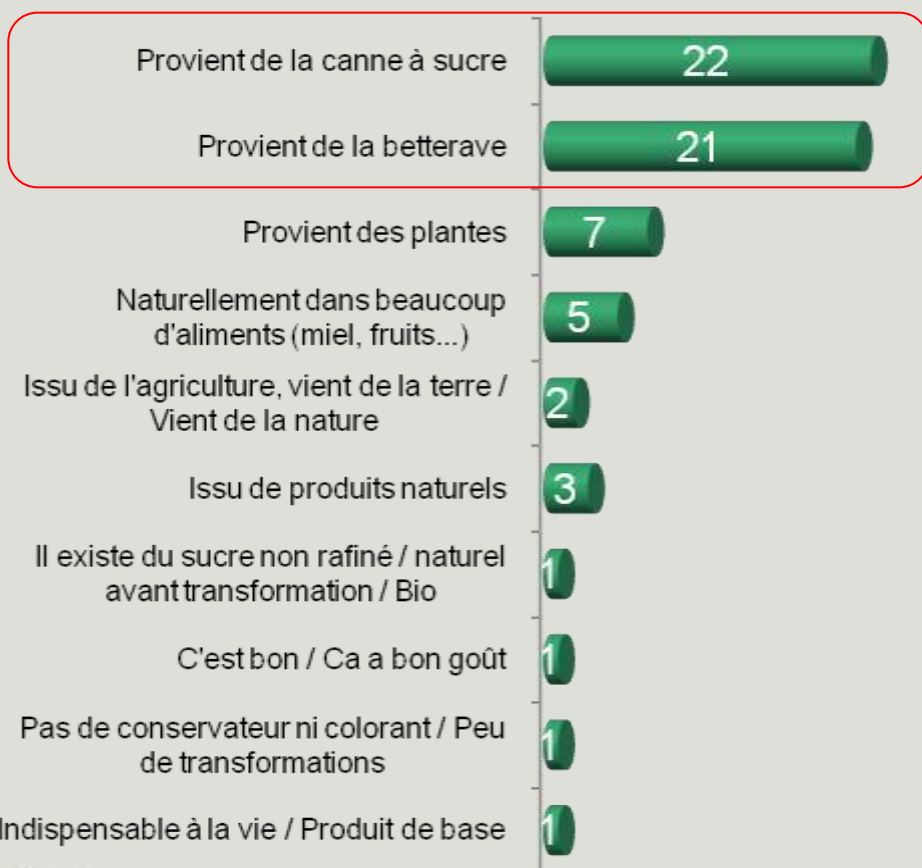 Provient de la canne à sucre 22
Provient de la betterave 21
Provient des plantes 7
Naturellement dans beaucoup
d'aliments (miel, fruits...) 5
Issu de l'agriculture, vient de la terre /
Vient de la nature 2
Issu de produits naturels 3
Il existe du sucre non rafiné / naturel
avant transformation / Bio 1
C'est bon / Ca a bon goût 1
Pas de conservateur ni colorant / Peu
de transformations 1
Indispensable à la vie / Produit de base 1